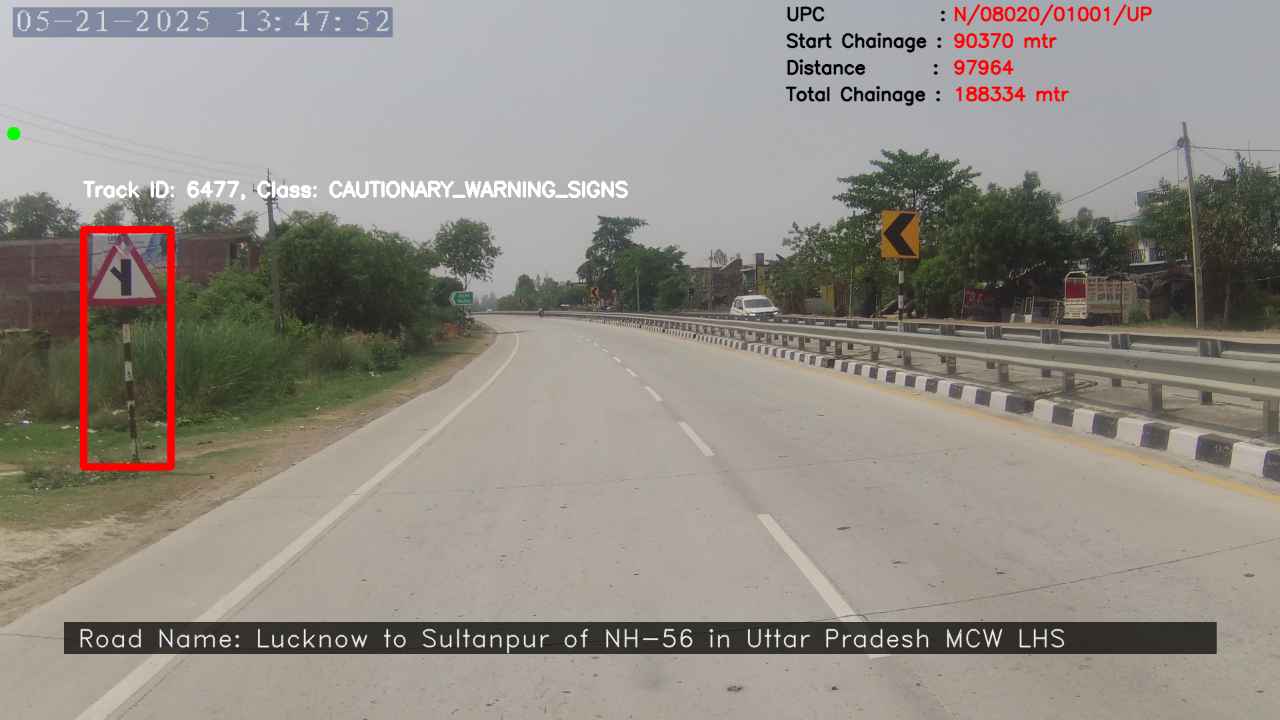 05-21-2025 13:47:52
UPC : N/08020/01001/UP
Start Chainage : 90370 mtr
Distance : 97964
Total Chainage : 188334 mtr
Track ID: 6477, Class: CAUTIONARY_WARNING_SIGNS
Road Name: Lucknow to Sultanpur of NH-56 in Uttar Pradesh MCW LHS